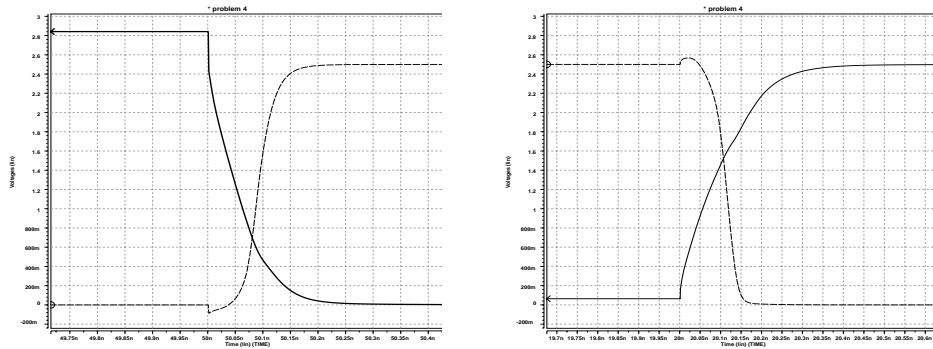 * problem 4
3
2.8
2.6
2.4
2.2
2
1.8
1.6
1.4
1.2
1
800m
600m
400m
200m
0
-200m
Voltages (lin)
49.75n 49.8n 49.85n 49.9n 49.95n 50n 50.05n 50.1n 50.15n 50.2n 50.25n 50.3n 50.35n 50.4n
Time (lin) (TIME)
* problem 4
3
2.8
2.6
2.4
2.2
2
1.8
1.6
1.4
1.2
1
800m
600m
400m
200m
0
-200m
Voltages (lin)
19.7n 19.8n 19.85n 19.9n 19.95n 20n 20.05n 20.1n 20.15n 20.2n 20.25n 20.3n 20.35n 20.4n 20.45n 20.5n 20.55n 20.6n
Time (lin) (TIME)